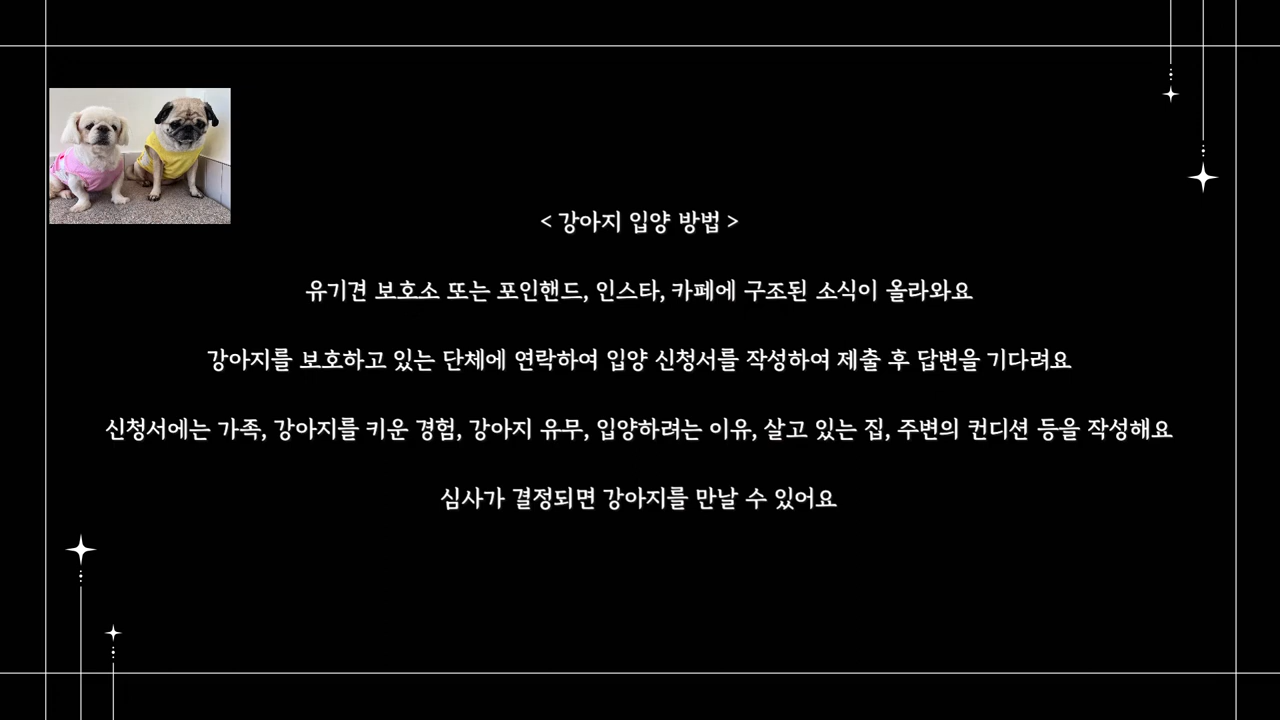 < 강아지 입양 방법 >
유기견 보호소 또는 포인핸드, 인스타, 카페에 구조된 소식이 올라와요
강아지를 보호하고 있는 단체에 연락하여 입양 신청서를 작성하여 제출 후 답변을 기다려요
신청서에는 가족, 강아지를 키운 경험, 강아지 유무, 입양하려는 이유, 살고 있는 집, 주변의 컨디션 등을 작성해요
심사가 결정되면 강아지를 만날 수 있어요